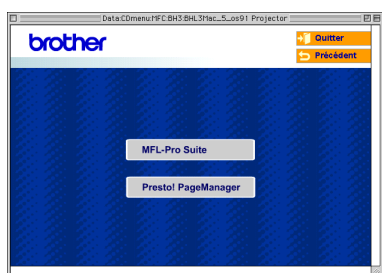 Data:CDmenu:MFC:BH3:BHL3Mac_5_os91 Projector
brother
Quitter
Précédent
MFL-Pro Suite
Presto! PageManager